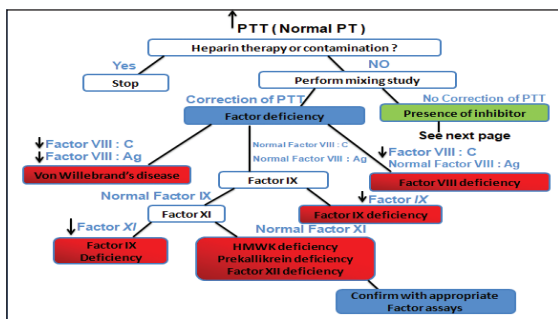 ↑ PTT ( Normal PT )
Heparin therapy or contamination ?
Yes
NO
Stop
Perform mixing study
Correction of PTT
No Correction of PTT
Factor deficiency
Presence of inhibitor
See next page
↓ Factor VIII : C
↓ Factor VIII : Ag
Normal Factor VIII : C
Normal Factor VIII : Ag
↓ Factor VIII : C
Normal Factor VIII : Ag
Von Willebrand's disease
Factor IX
Factor VIII deficiency
Normal Factor IX
↓ Factor IX
Factor XI
Factor IX deficiency
↓ Factor XI
Normal Factor XI
Factor IX
Deficiency
HMWK deficiency
Prekallikrein deficiency
Factor XII deficiency
Confirm with appropriate
Factor assays